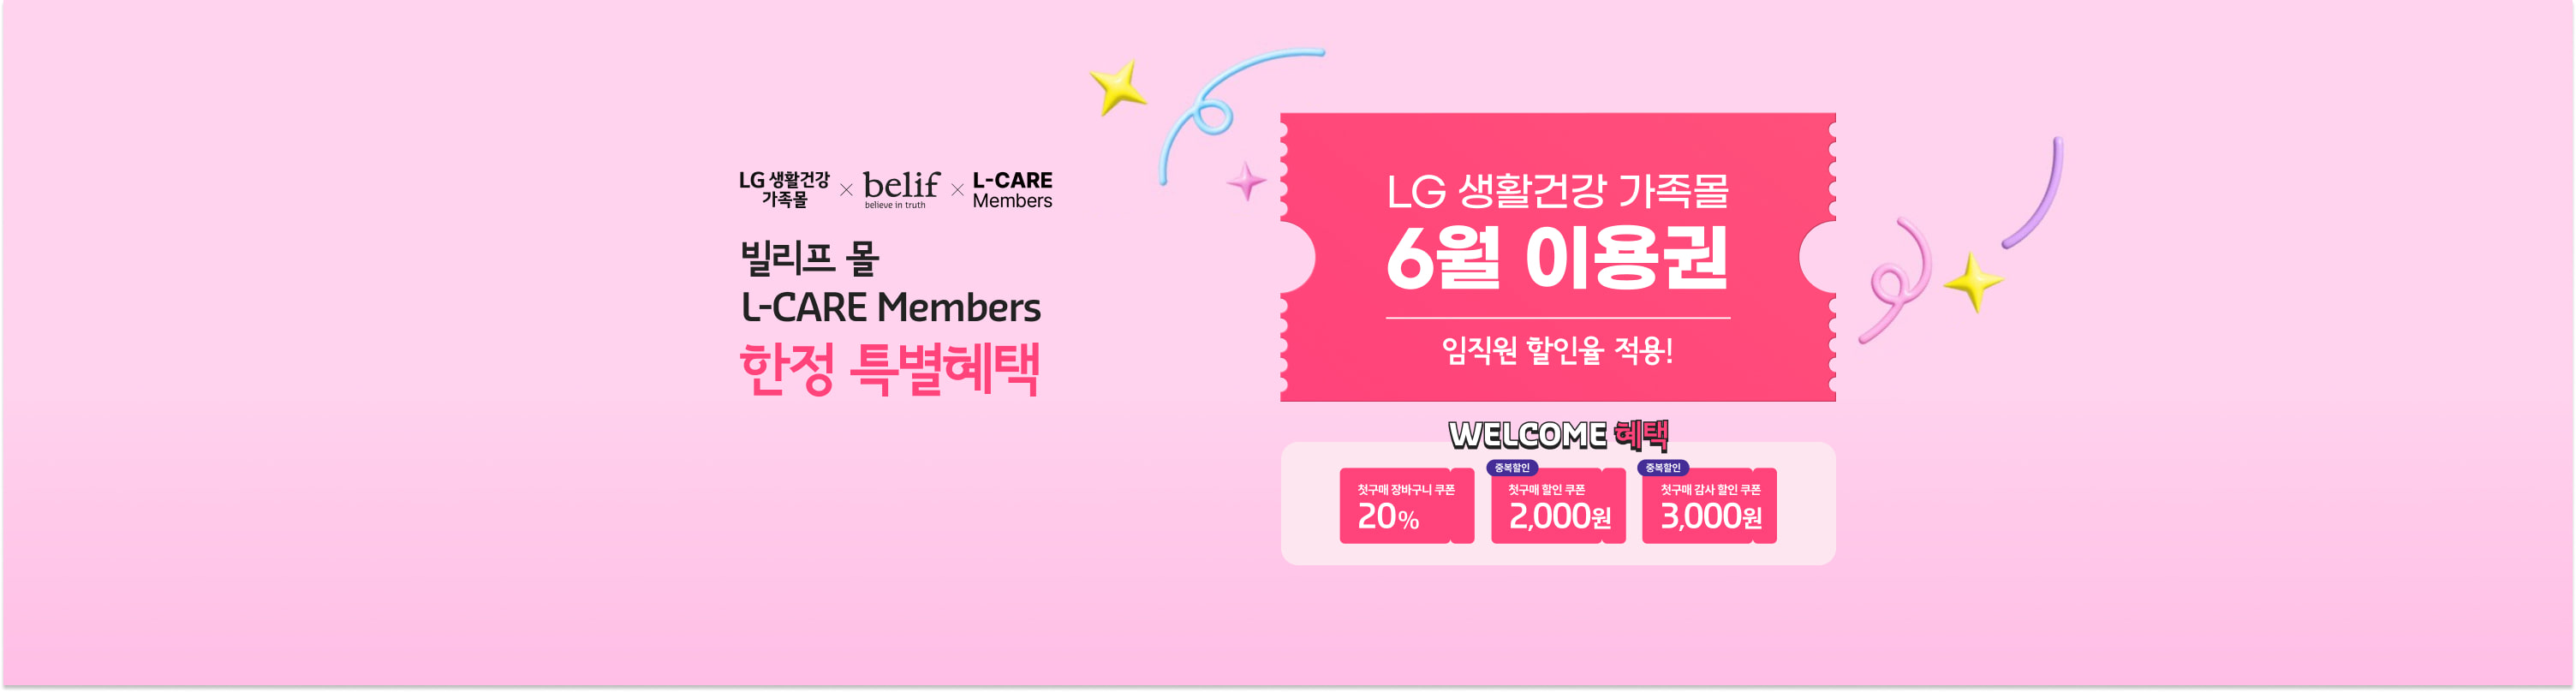 LG 생활건강 가족몰 × belif believe in truth × L-CARE Members
빌리프 몰
L-CARE Members
한정 특별혜택
LG 생활건강 가족몰
6월 이용권
임직원 할인율 적용!
WELCOME 혜택
첫구매 장바구니 쿠폰
20%
중복할인
첫구매 할인 쿠폰
2,000원
중복할인
첫구매 감사 할인 쿠폰
3,000원